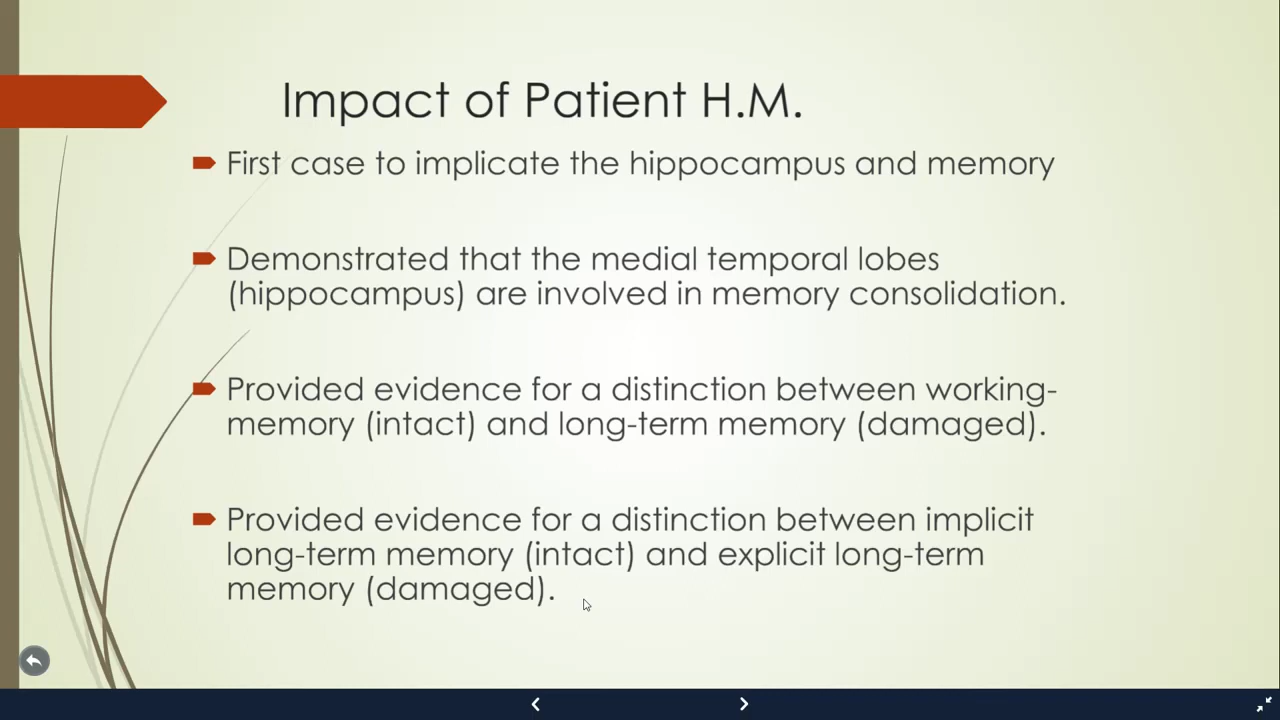 Impact of Patient H.M.
First case to implicate the hippocampus and memory
Demonstrated that the medial temporal lobes
(hippocampus) are involved in memory consolidation.
Provided evidence for a distinction between working-
memory (intact) and long-term memory (damaged).
Provided evidence for a distinction between implicit
long-term memory (intact) and explicit long-term
memory (damaged).